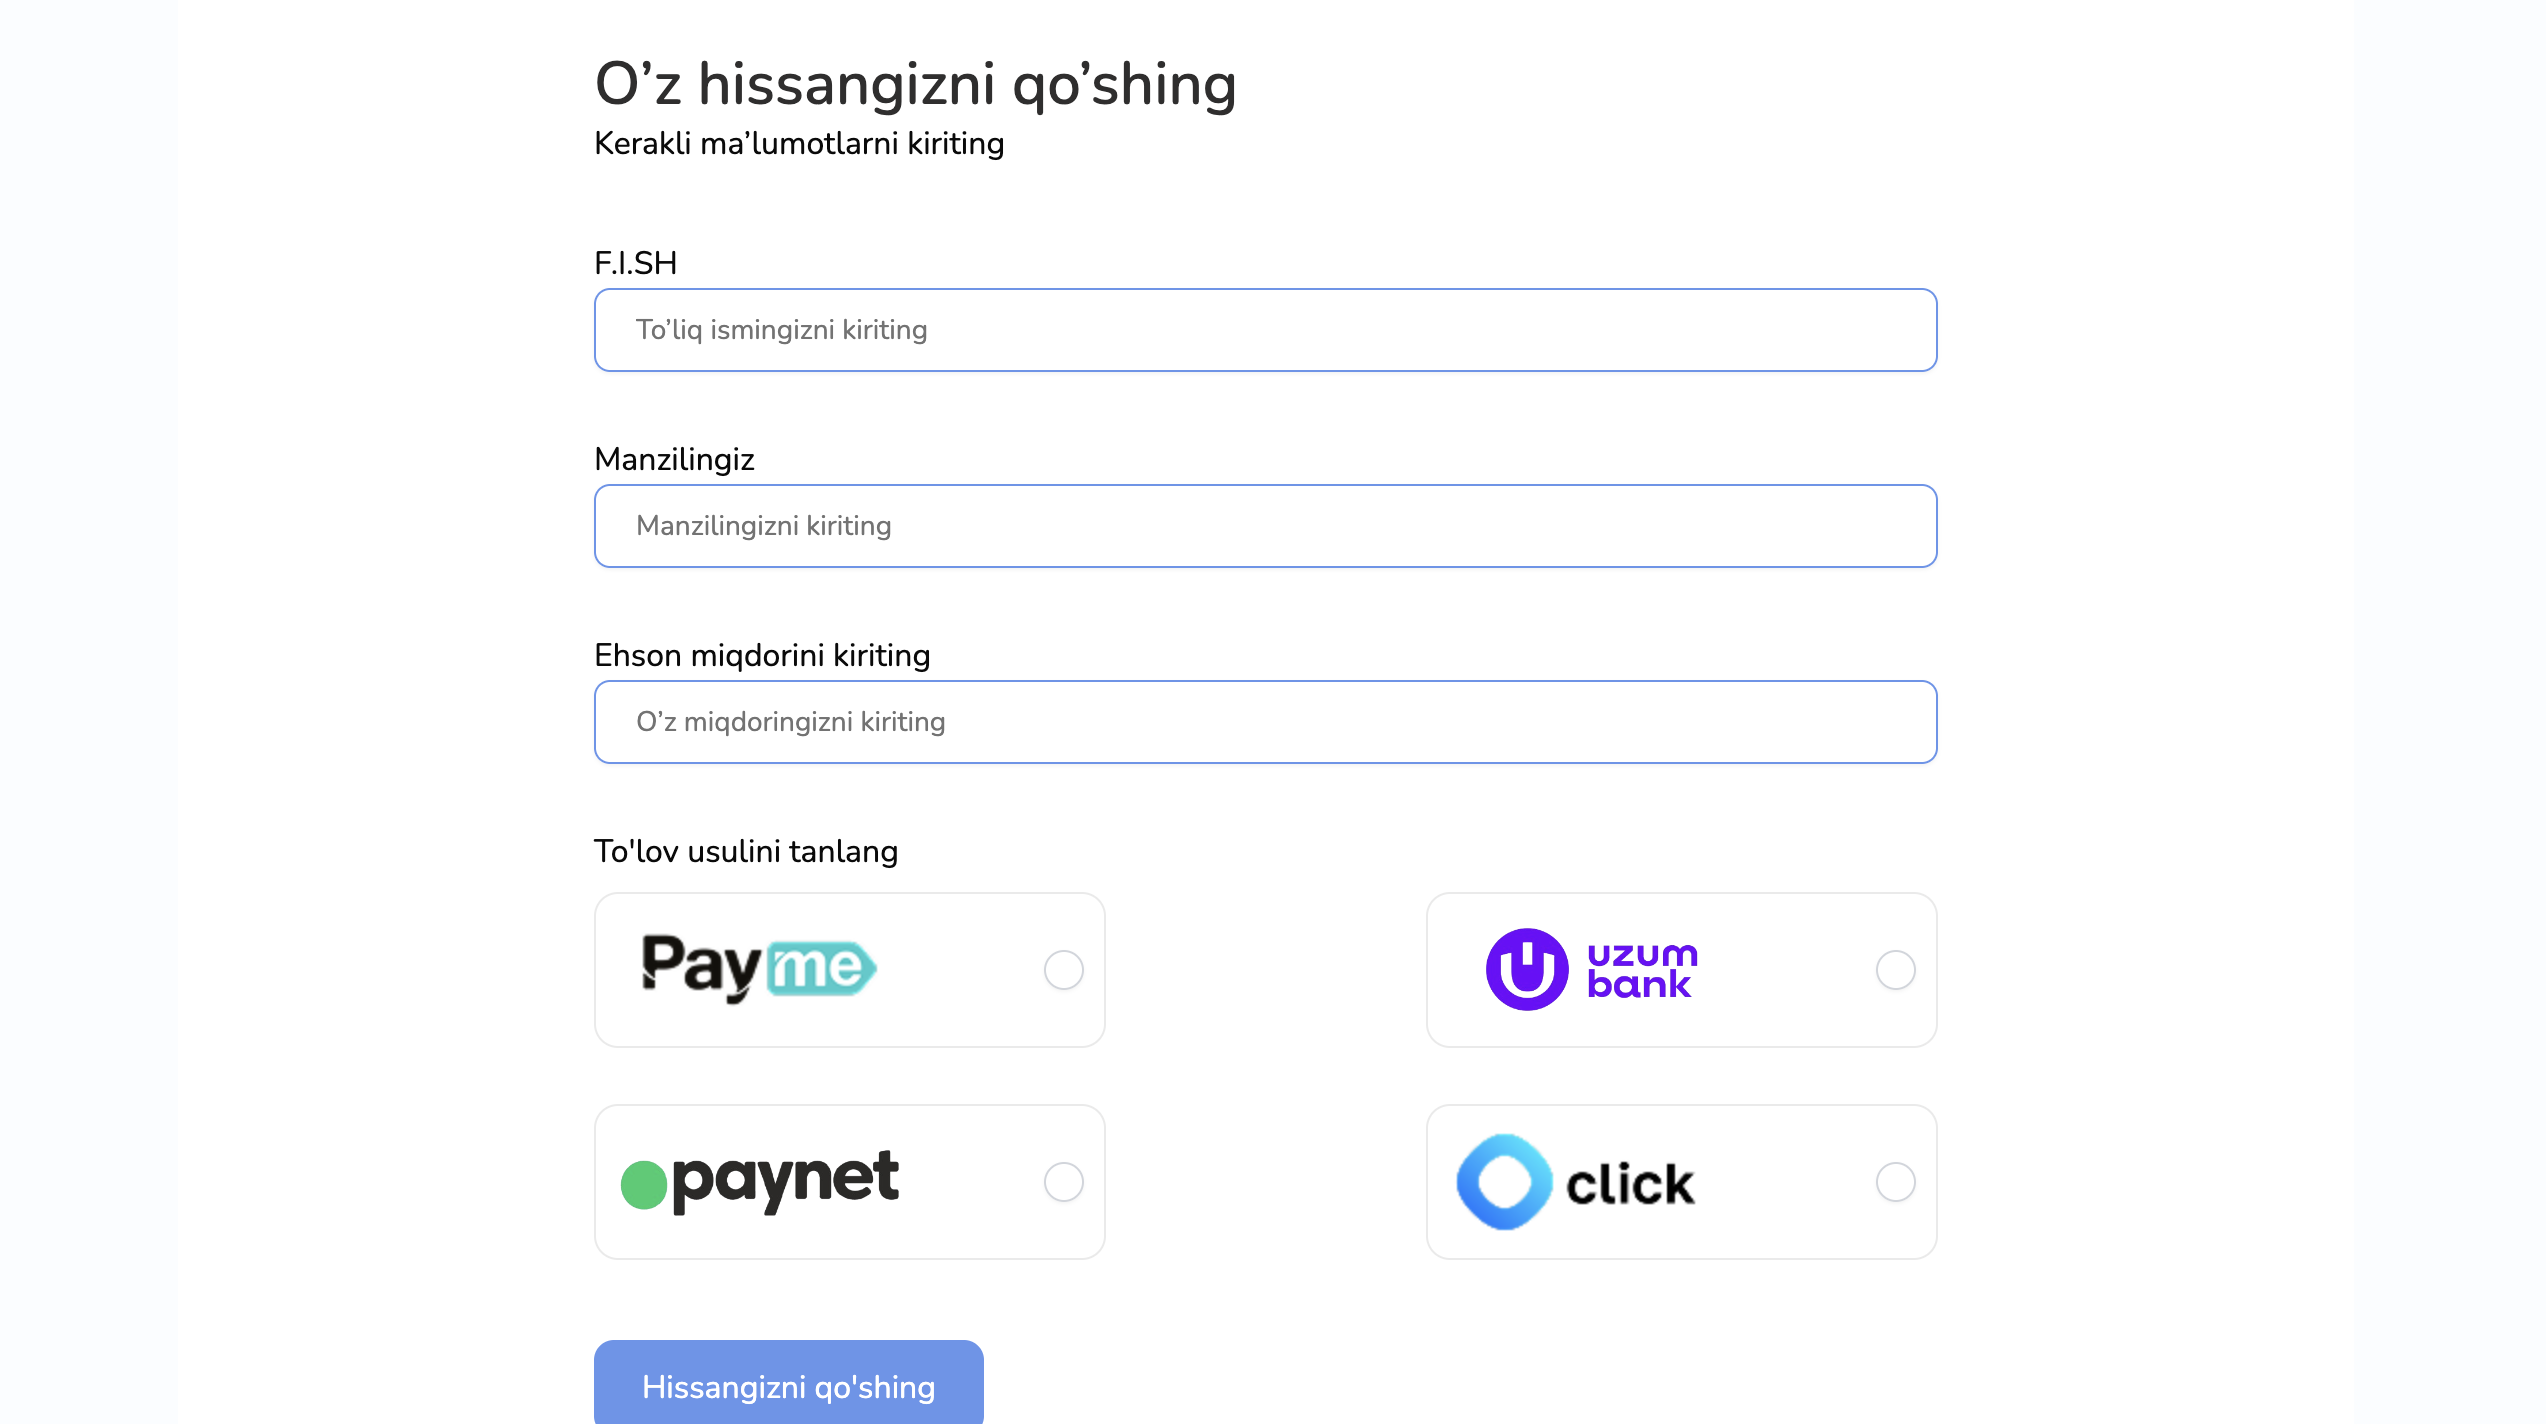 O’z hissangizni qo’shing
Kerakli ma’lumotlarni kiriting
F.I.SH
To’liq ismingizni kiriting
Manzilingiz
Manzilingizni kiriting
Ehson miqdorini kiriting
O’z miqdoringizni kiriting
To'lov usulini tanlang
Payme
uzum
bank
paynet
click
Hissangizni qo'shing